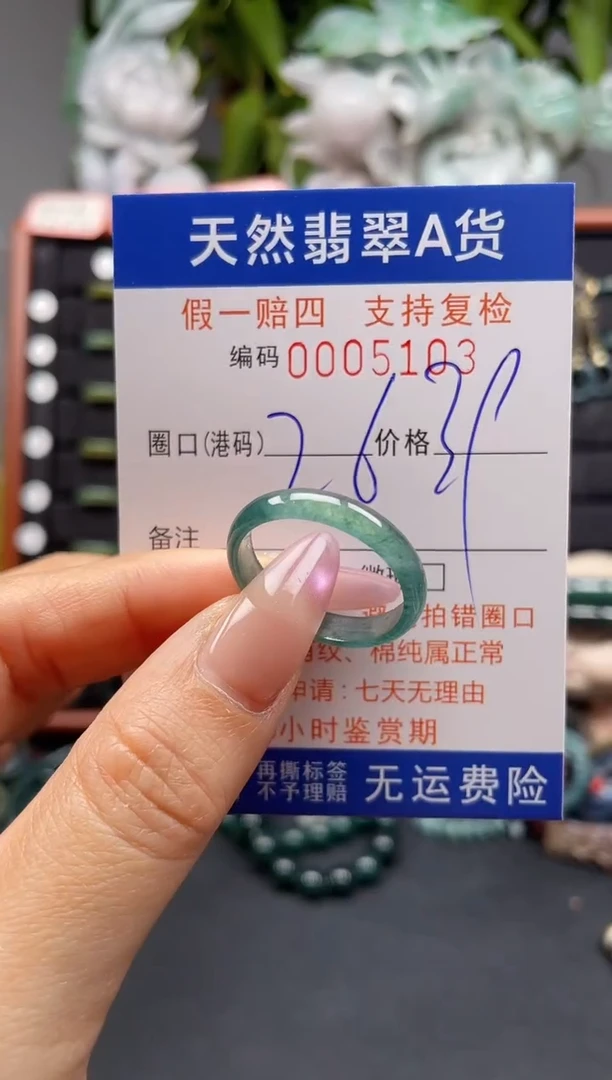 天然翡翠A货
假一赔四 支持复检
编码 0005103
圈口(港码) 26 价格
备注
拍错圈口
纹、棉纯属正常
申请:七天无理由
小时鉴赏期
再撕标签
不予理赔 无运费险